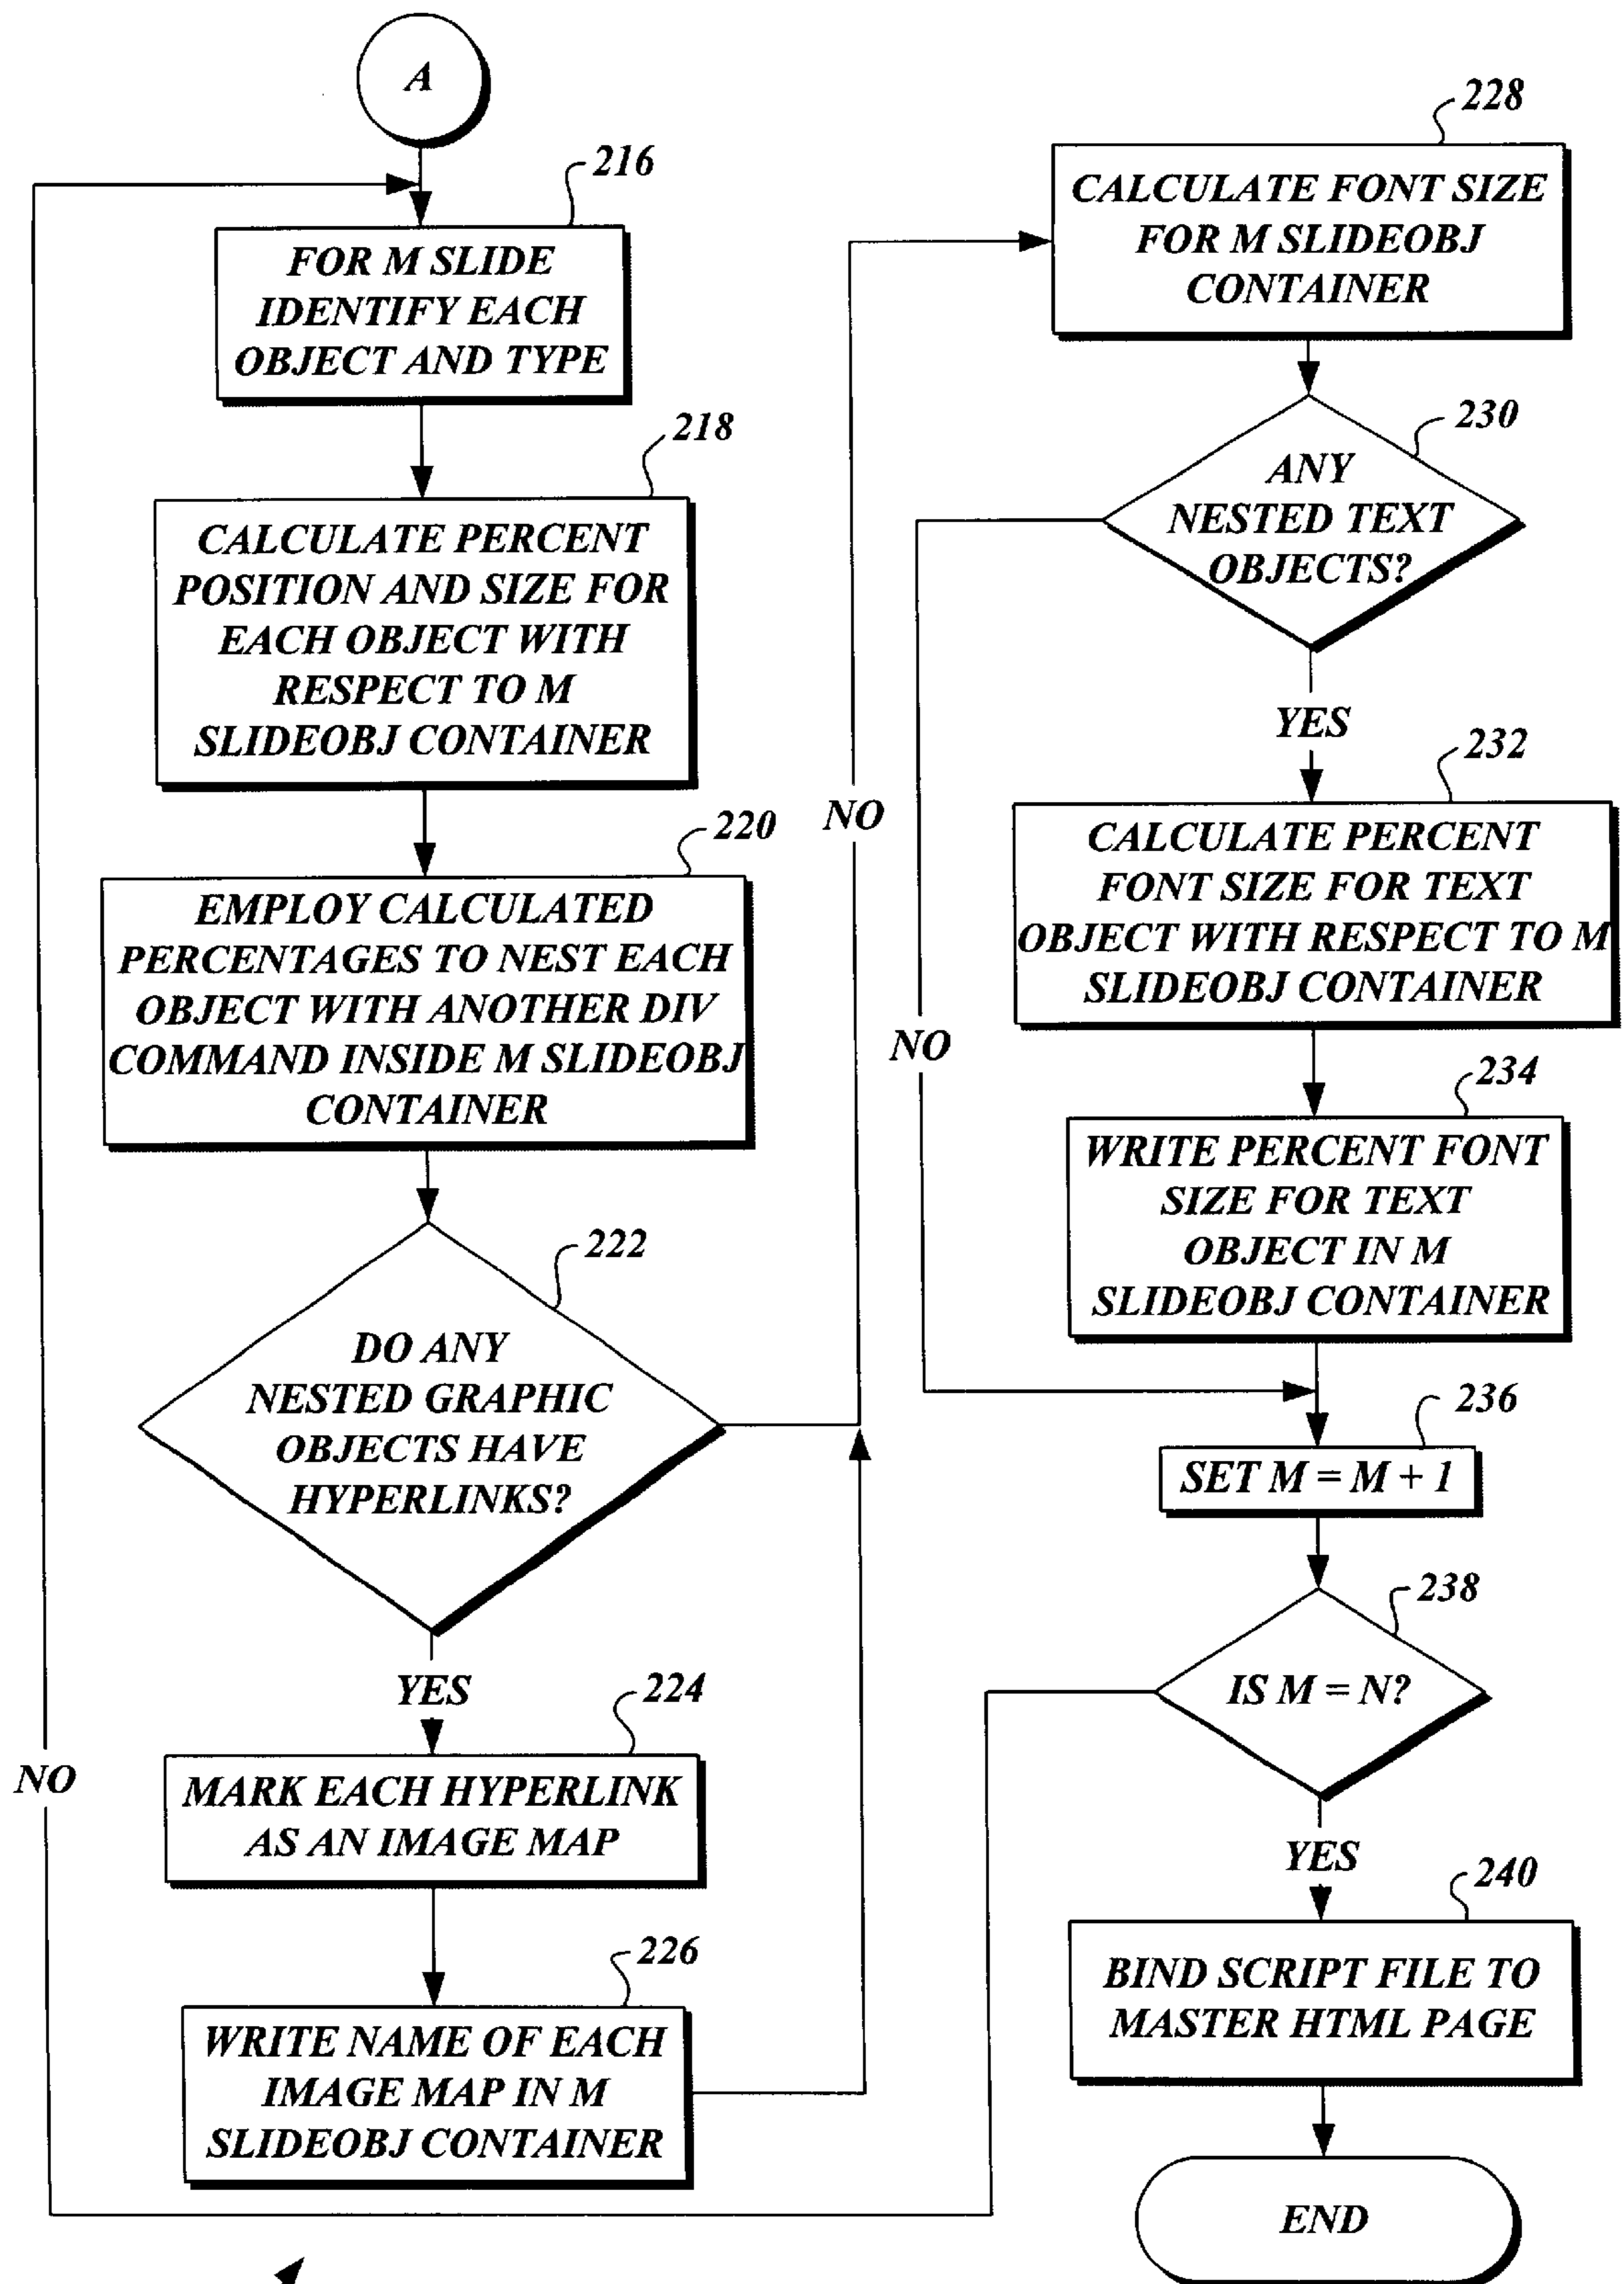 A
216
FOR M SLIDE
IDENTIFY EACH
OBJECT AND TYPE
218
CALCULATE PERCENT
POSITION AND SIZE FOR
EACH OBJECT WITH
RESPECT TO M
SLIDEOBJ CONTAINER
220
EMPLOY CALCULATED
PERCENTAGES TO NEST EACH
OBJECT WITH ANOTHER DIV
COMMAND INSIDE M SLIDEOBJ
CONTAINER
222
DO ANY
NESTED GRAPHIC
OBJECTS HAVE
HYPERLINKS?
NO
YES
224
MARK EACH HYPERLINK
AS AN IMAGE MAP
226
WRITE NAME OF EACH
IMAGE MAP IN M
SLIDEOBJ CONTAINER
228
CALCULATE FONT SIZE
FOR M SLIDEOBJ
CONTAINER
230
ANY
NESTED TEXT
OBJECTS?
NO
YES
232
CALCULATE PERCENT
FONT SIZE FOR TEXT
OBJECT WITH RESPECT TO M
SLIDEOBJ CONTAINER
234
WRITE PERCENT FONT
SIZE FOR TEXT
OBJECT IN M
SLIDEOBJ CONTAINER
236
SET M = M + 1
238
IS M = N?
NO
YES
240
BIND SCRIPT FILE TO
MASTER HTML PAGE
END